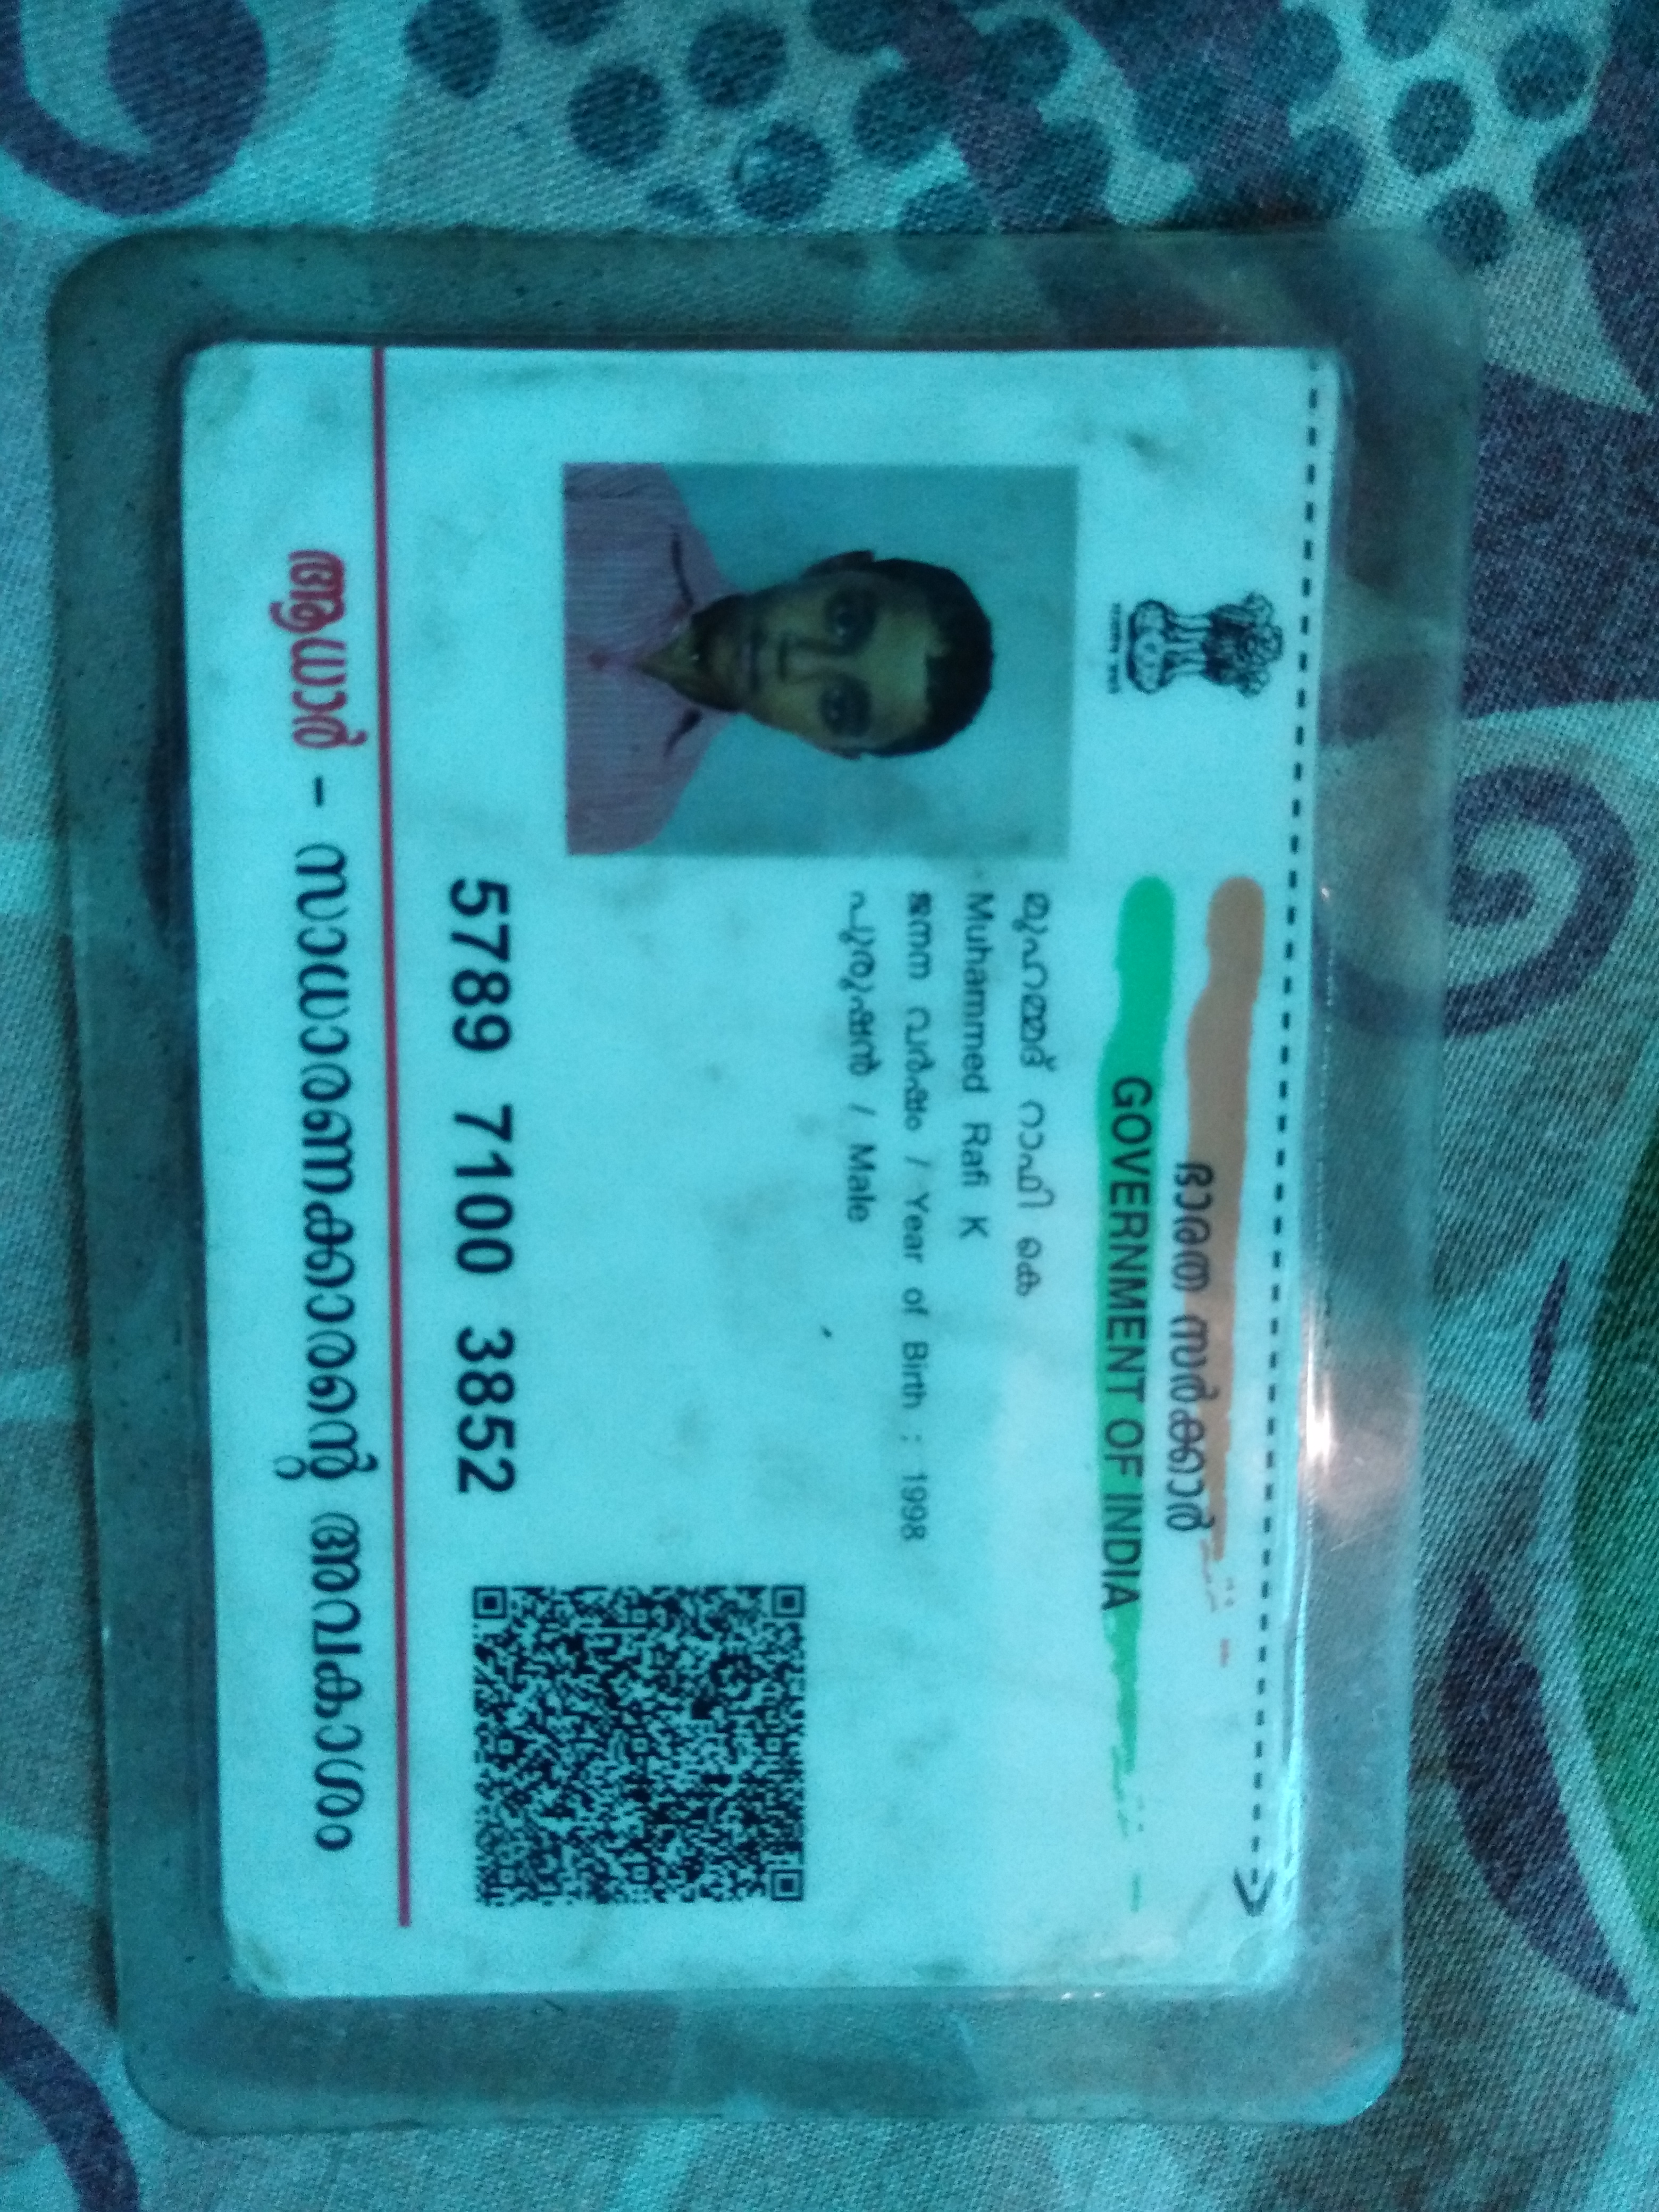 ഭാരത സർക്കാർ
GOVERNMENT OF INDIA
മുഹമ്മദ് റാഫി കെ
Muhammed Rafi K
ജനന വർഷം / Year of Birth : 1998
പുരുഷൻ / Male
5789 7100 3852
ആധാർ - സാധാരണക്കാരന്റെ അവകാശം